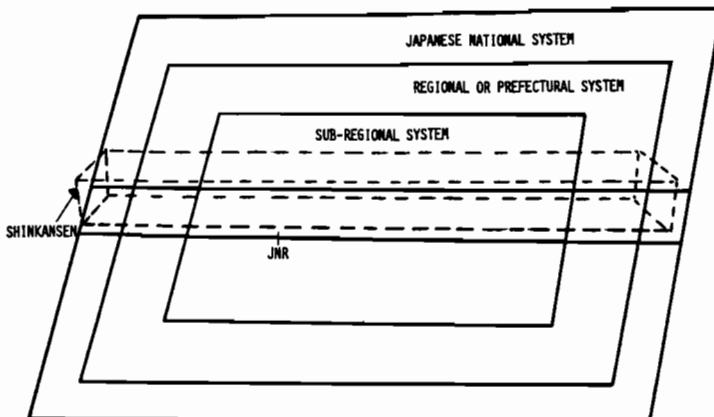 JAPANESE NATIONAL SYSTEM
REGIONAL OR PREFECTURAL SYSTEM
SUB-REGIONAL SYSTEM
SHINKANSEN
JNR